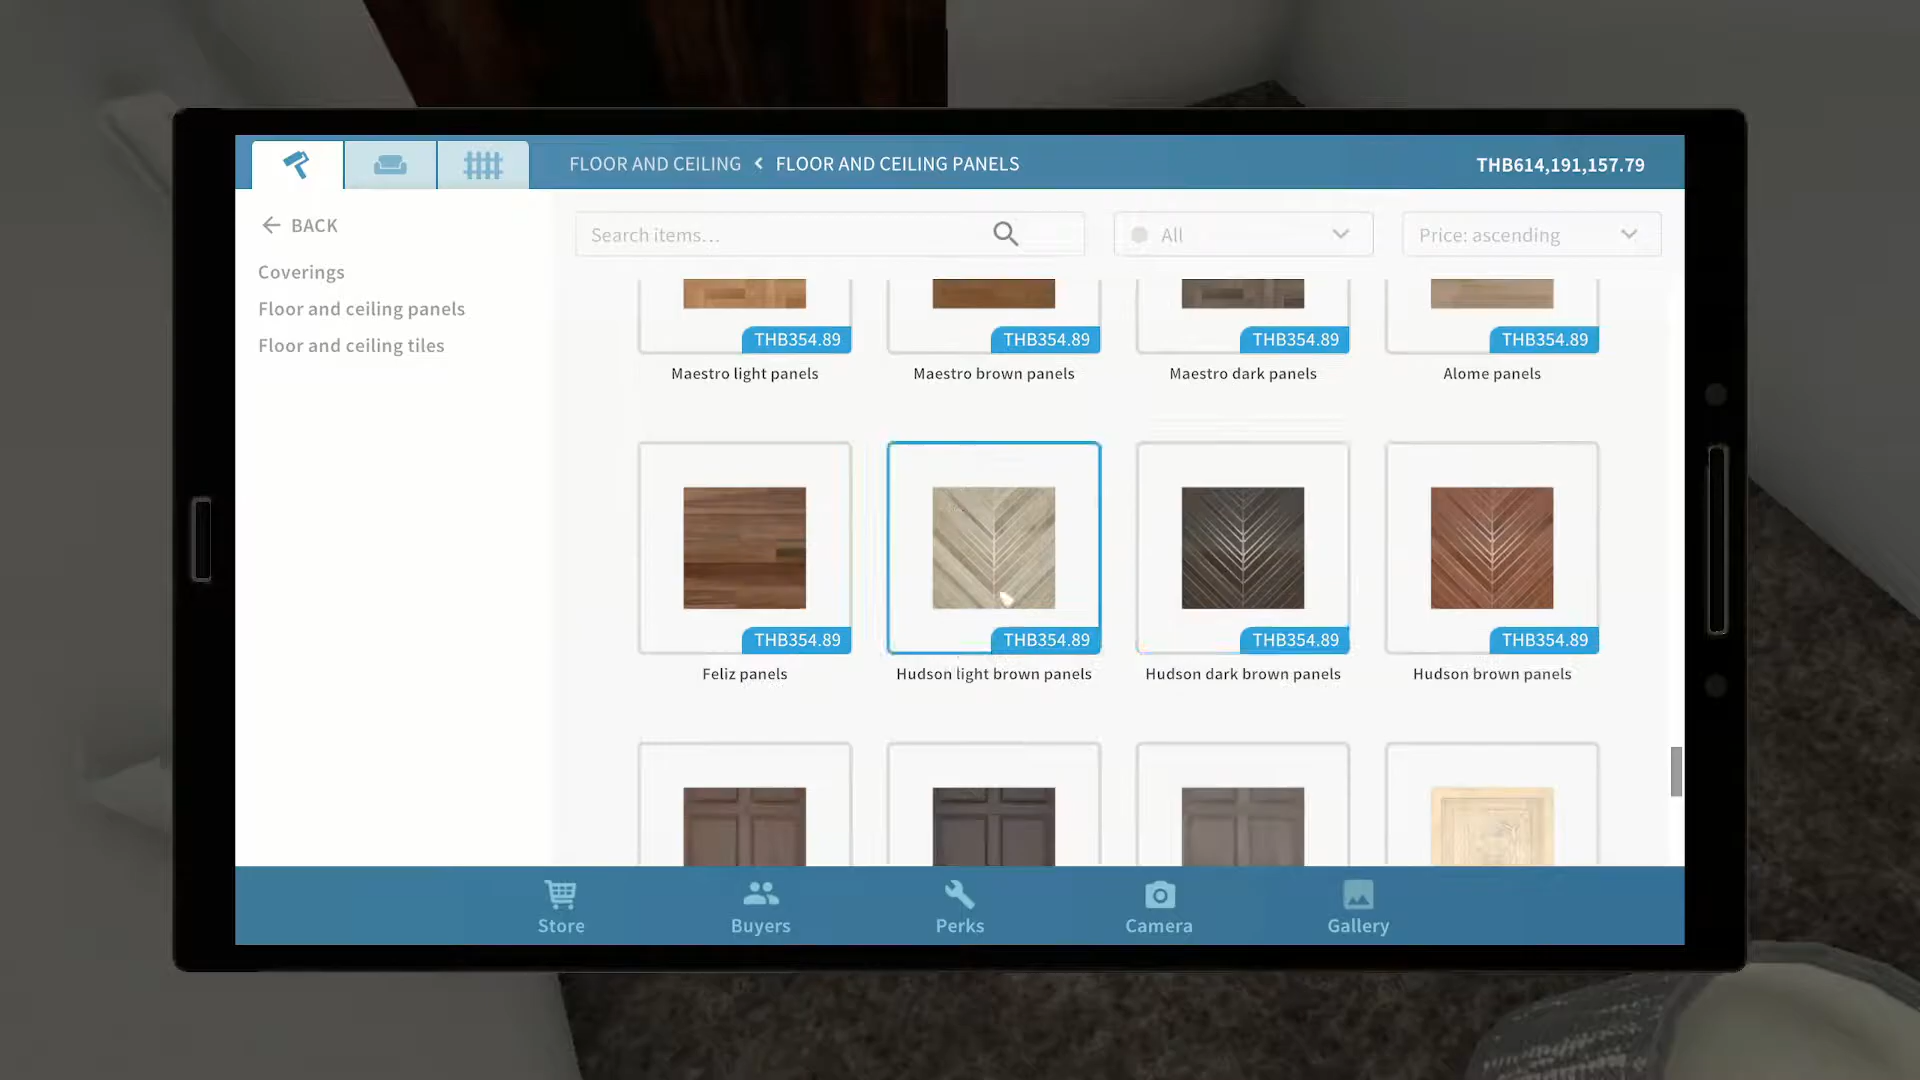 FLOOR AND CEILING < FLOOR AND CEILING PANELS
THB614,191,157.79
BACK
Coverings
Floor and ceiling panels
Floor and ceiling tiles
Search items...
All
Price: ascending
THB354.89
THB354.89
THB354.89
THB354.89
Maestro light panels
Maestro brown panels
Maestro dark panels
Alome panels
THB354.89
THB354.89
THB354.89
THB354.89
Feliz panels
Hudson light brown panels
Hudson dark brown panels
Hudson brown panels
Store
Buyers
Perks
Camera
Gallery